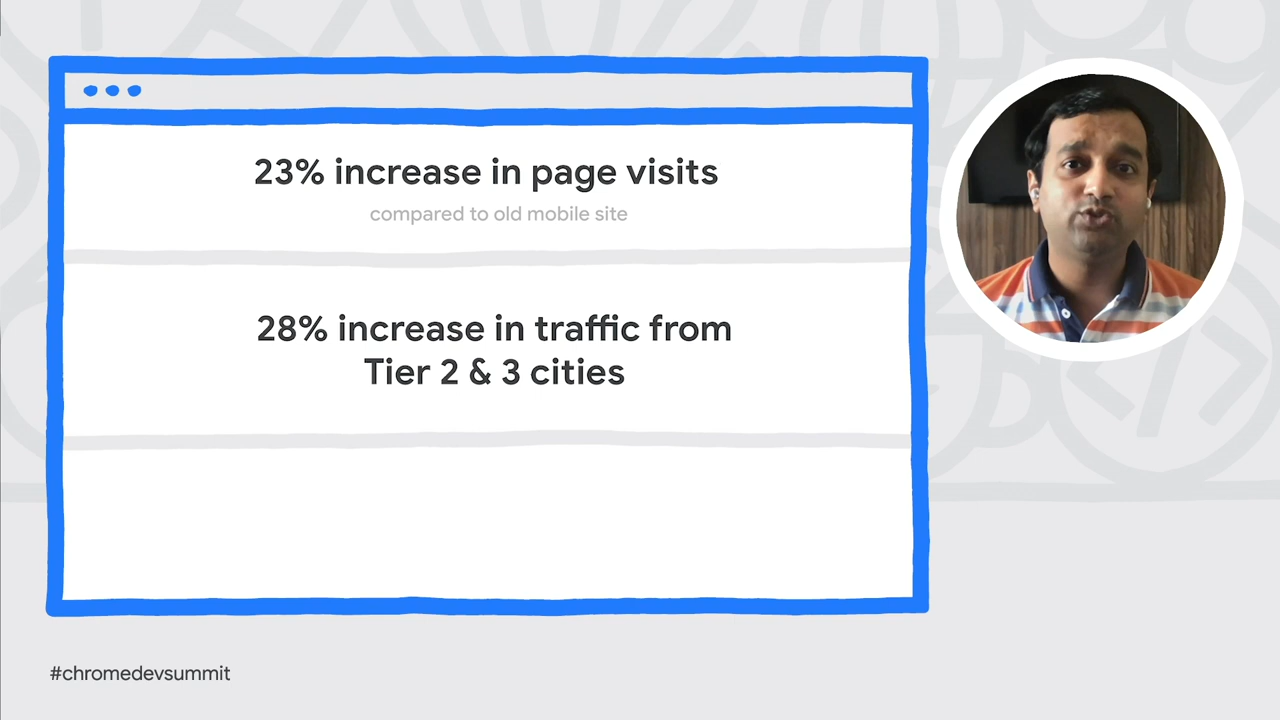 23% increase in page visits
compared to old mobile site
28% increase in traffic from
Tier 2 & 3 cities
#chromedevsummit